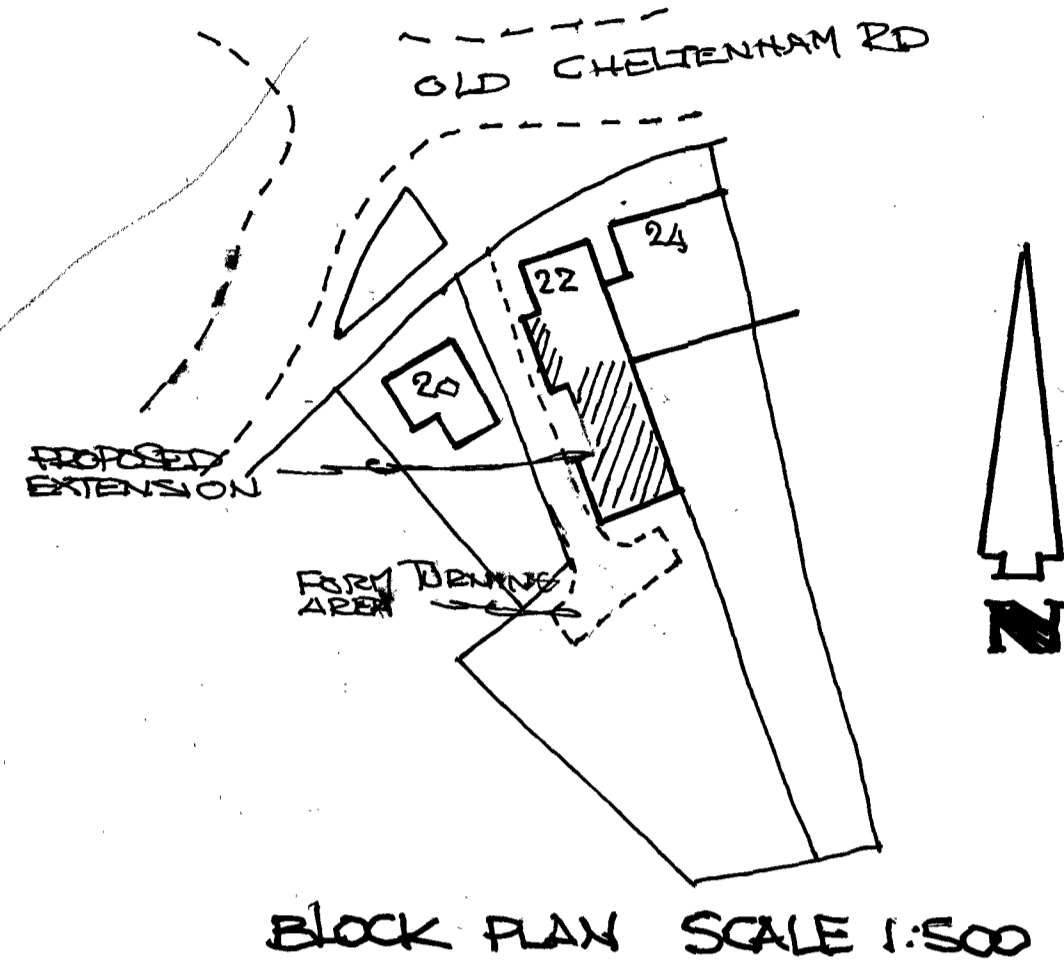 OLD CHELTENHAM RD
24
22
20
PROPOSED
EXTENSION
FORM TURNING
AREA
N
BLOCK PLAN SCALE 1:500